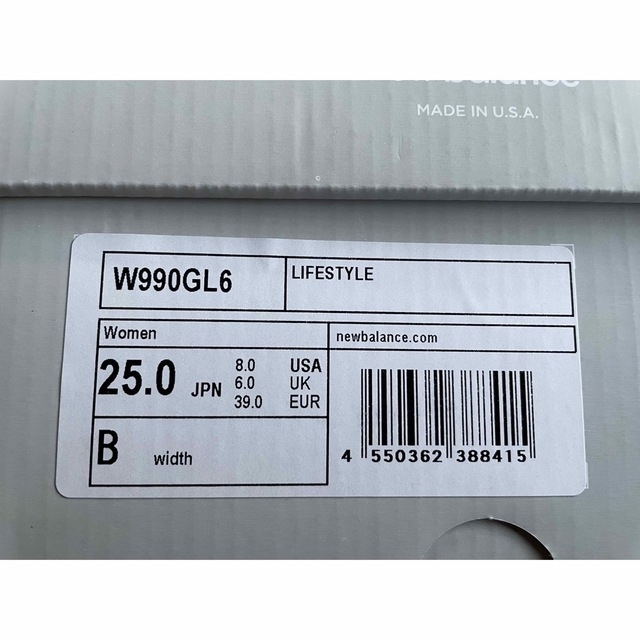 balance
MADE IN U.S.A.
W990GL6
LIFESTYLE
Women
newbalance.com
25.0 JPN
8.0 USA
6.0 UK
39.0 EUR
B width
4 550362 388415